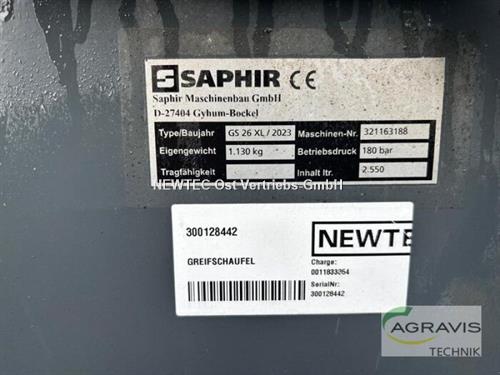 SAPHIR CE
Saphir Maschinenbau GmbH
D-27404 Gyhum-Bockel
Type/Baujahr GS 26 XL / 2023 Maschinen-Nr. 321163188
Eigengewicht 1.130 kg Betriebsdruck 180 bar
Tragfähigkeit Inhalt ltr. 2.550
NEWTEC Ost Vertriebs-GmbH
300128442
GREIFSCHAUFEL
NEWTEC
Charge:
0011833264
SerialNr:
300128442
AGRAVIS
TECHNIK